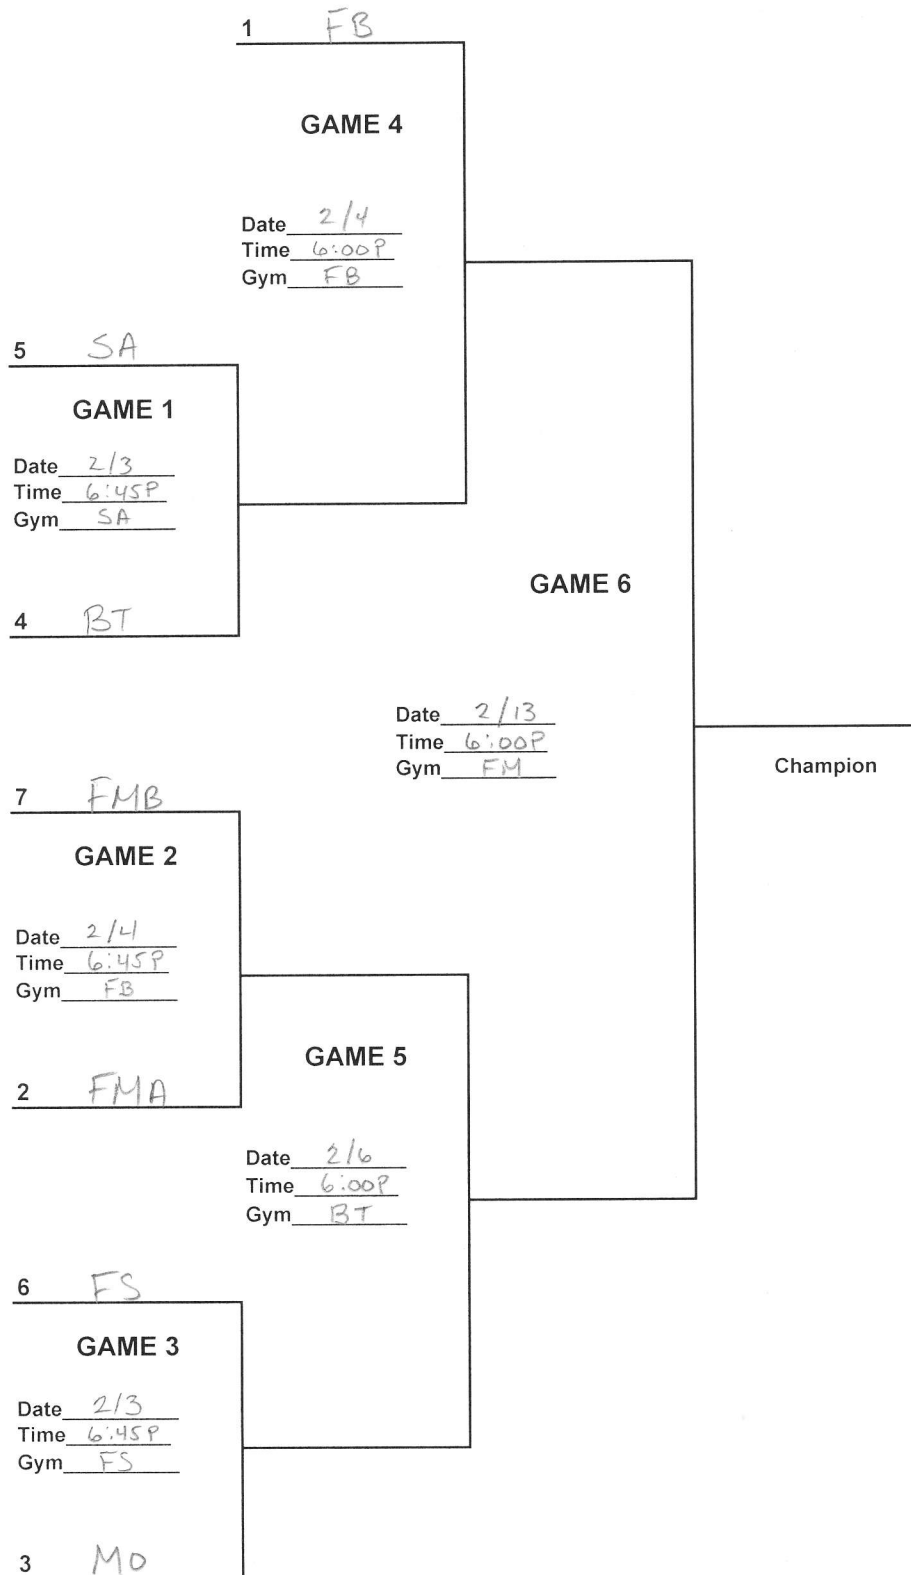 1 FB
GAME 4
Date 2/4
Time 6:00P
Gym FB
5 SA
GAME 1
Date 2/3
Time 6:45P
Gym SA
4 BT
GAME 6
Date 2/13
Time 6:00P
Gym FM
Champion
7 FMB
GAME 2
Date 2/4
Time 6:45P
Gym FB
2 FMA
GAME 5
Date 2/6
Time 6:00P
Gym BT
6 FS
GAME 3
Date 2/3
Time 6:45P
Gym FS
3 MO